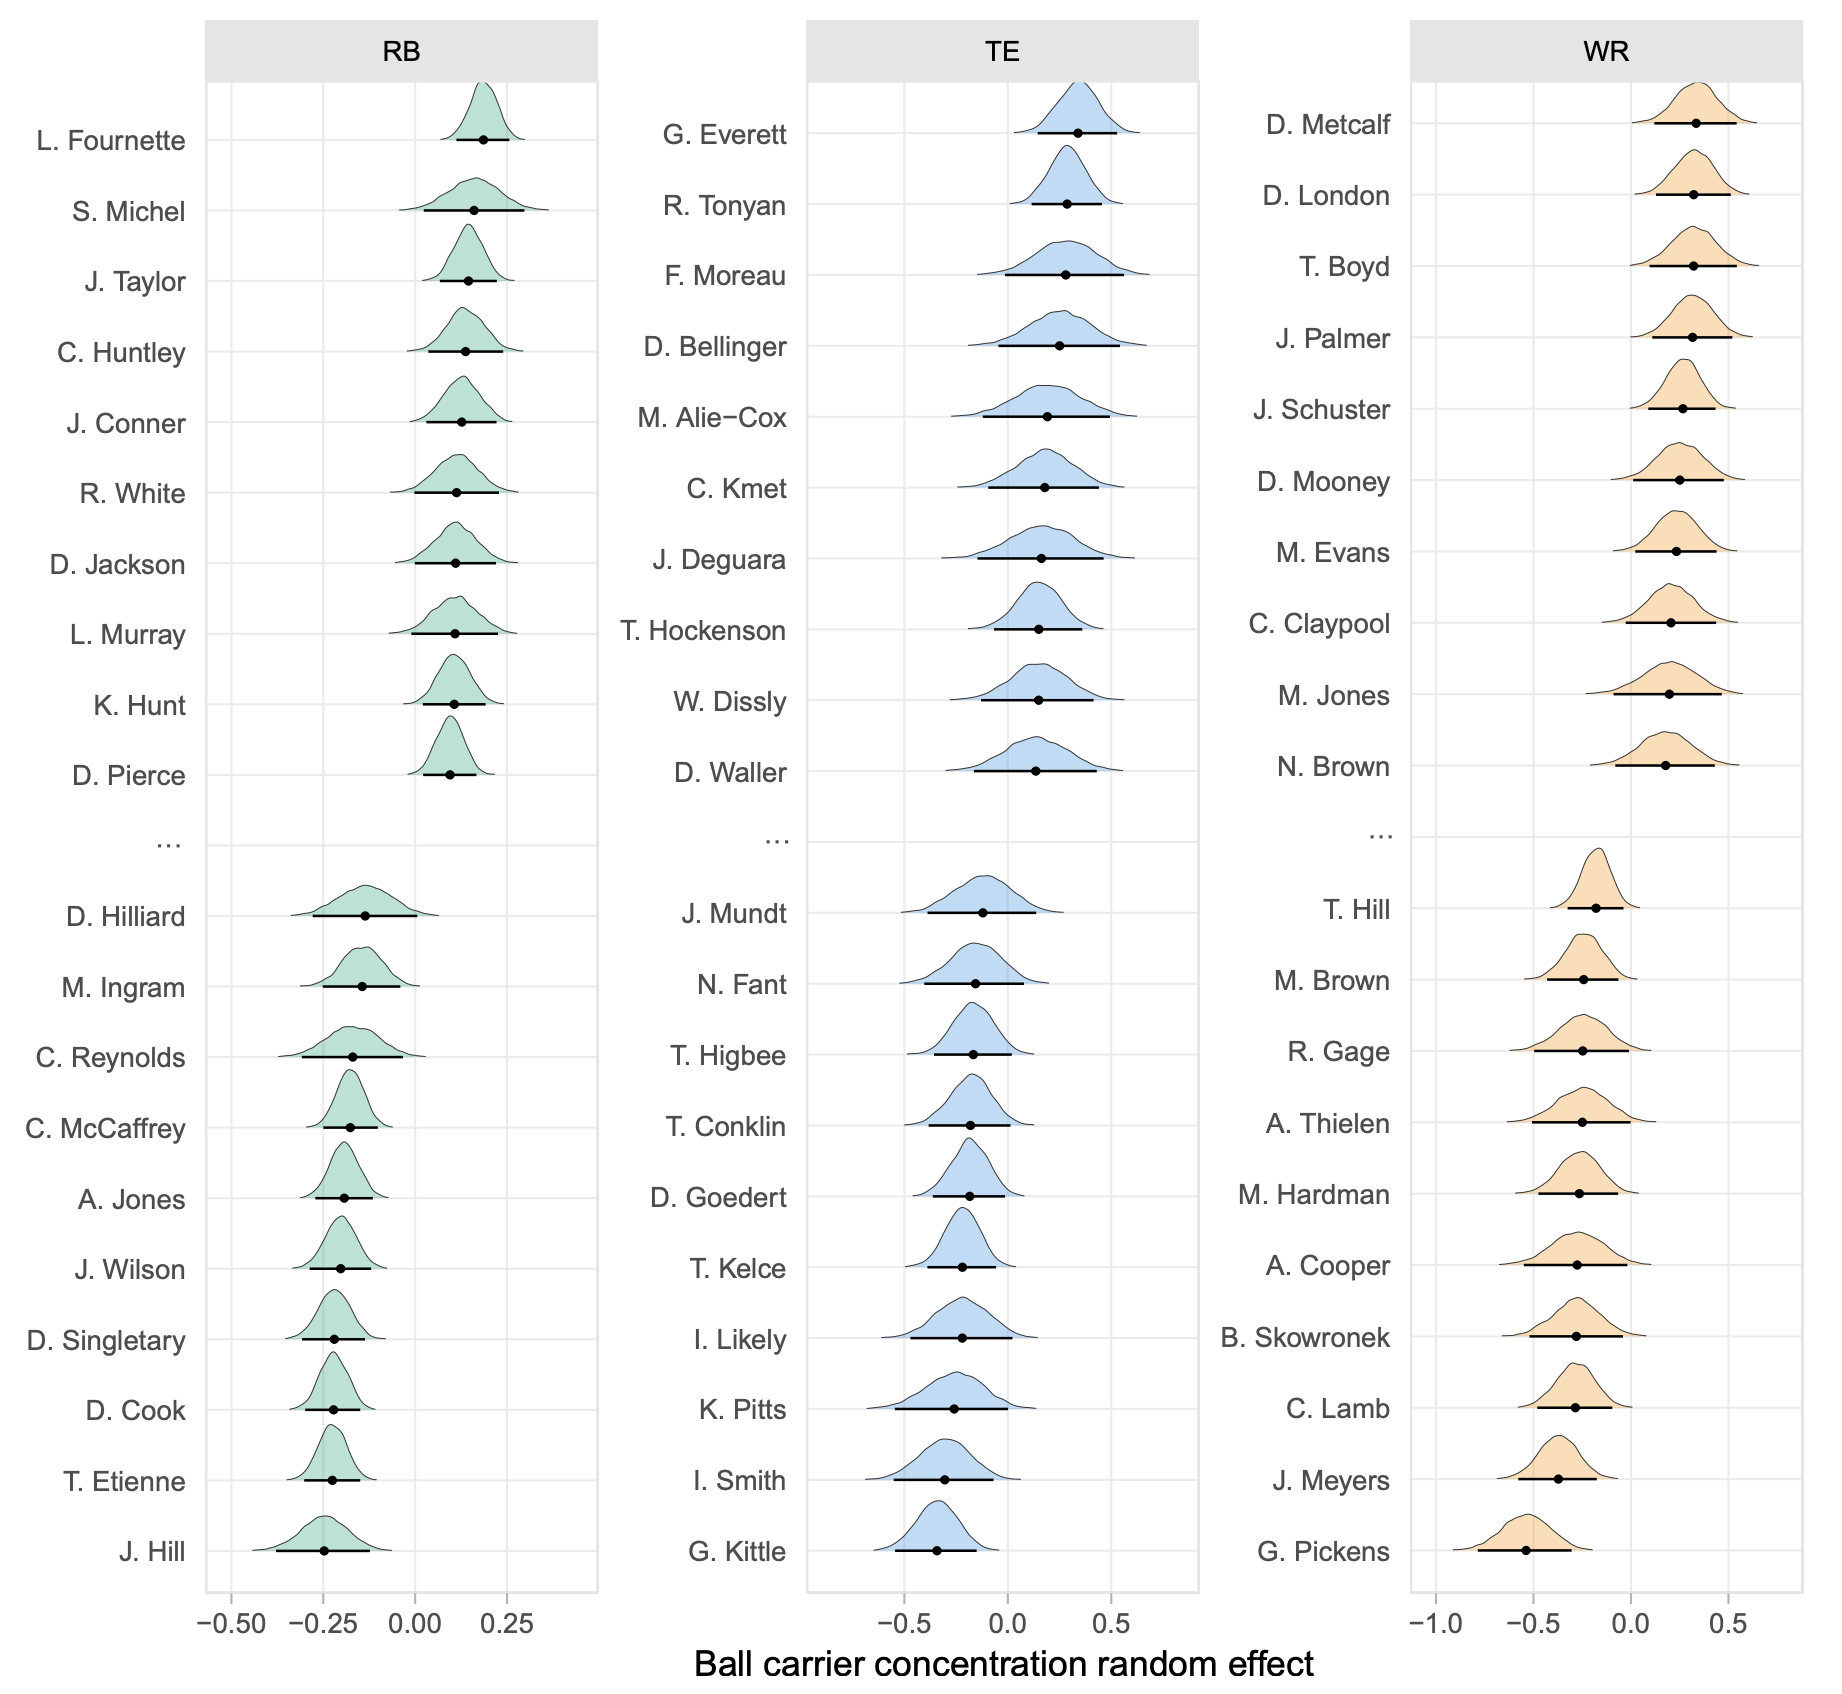 RB
L. Fournette
S. Michel
J. Taylor
C. Huntley
J. Conner
R. White
D. Jackson
L. Murray
K. Hunt
D. Pierce
...
D. Hilliard
M. Ingram
C. Reynolds
C. McCaffrey
A. Jones
J. Wilson
D. Singletary
D. Cook
T. Etienne
J. Hill
−0.50 −0.25 0.00 0.25
TE
G. Everett
R. Tonyan
F. Moreau
D. Bellinger
M. Alie−Cox
C. Kmet
J. Deguara
T. Hockenson
W. Dissly
D. Waller
...
J. Mundt
N. Fant
T. Higbee
T. Conklin
D. Goedert
T. Kelce
I. Likely
K. Pitts
I. Smith
G. Kittle
−0.5 0.0 0.5
WR
D. Metcalf
D. London
T. Boyd
J. Palmer
J. Schuster
D. Mooney
M. Evans
C. Claypool
M. Jones
N. Brown
...
T. Hill
M. Brown
R. Gage
A. Thielen
M. Hardman
A. Cooper
B. Skowronek
C. Lamb
J. Meyers
G. Pickens
−1.0 −0.5 0.0 0.5
Ball carrier concentration random effect